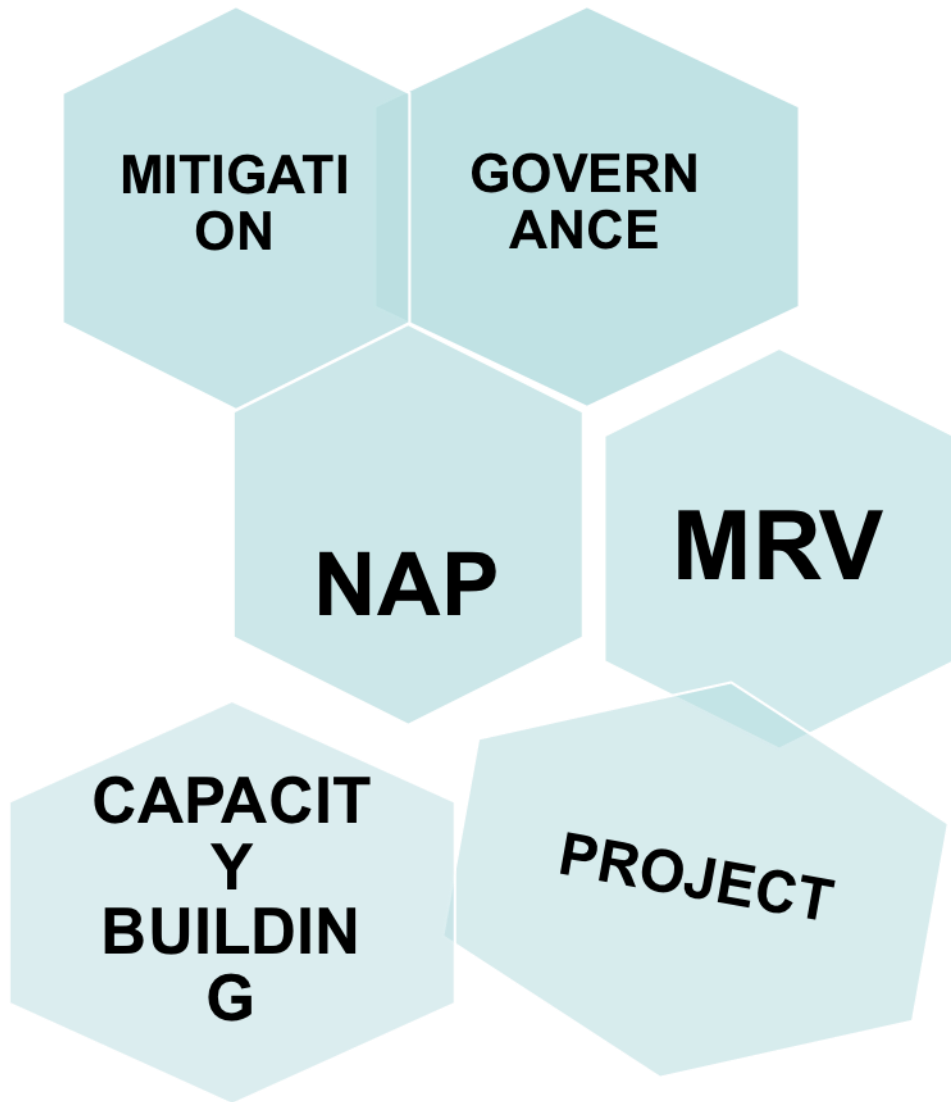 MITIGATI
ON
GOVERN
ANCE
NAP
MRV
CAPACIT
Y
BUILDIN
G
PROJECT